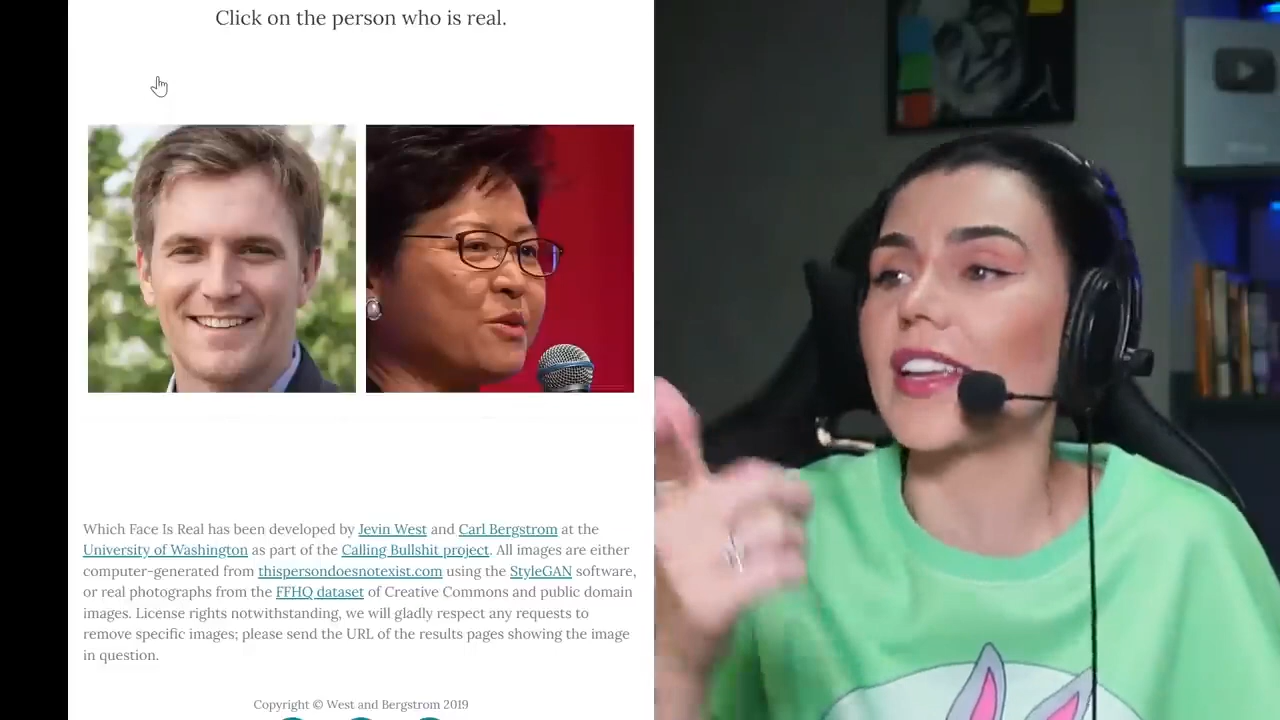 Click on the person who is real.
Which Face Is Real has been developed by Jevin West and Carl Bergstrom at the
University of Washington as part of the Calling Bullshit project. All images are either
computer-generated from thispersondoesnotexist.com using the StyleGAN software,
or real photographs from the FFHQ dataset of Creative Commons and public domain
images. License rights notwithstanding, we will gladly respect any requests to
remove specific images; please send the URL of the results pages showing the image
in question.
Copyright © West and Bergstrom 2019